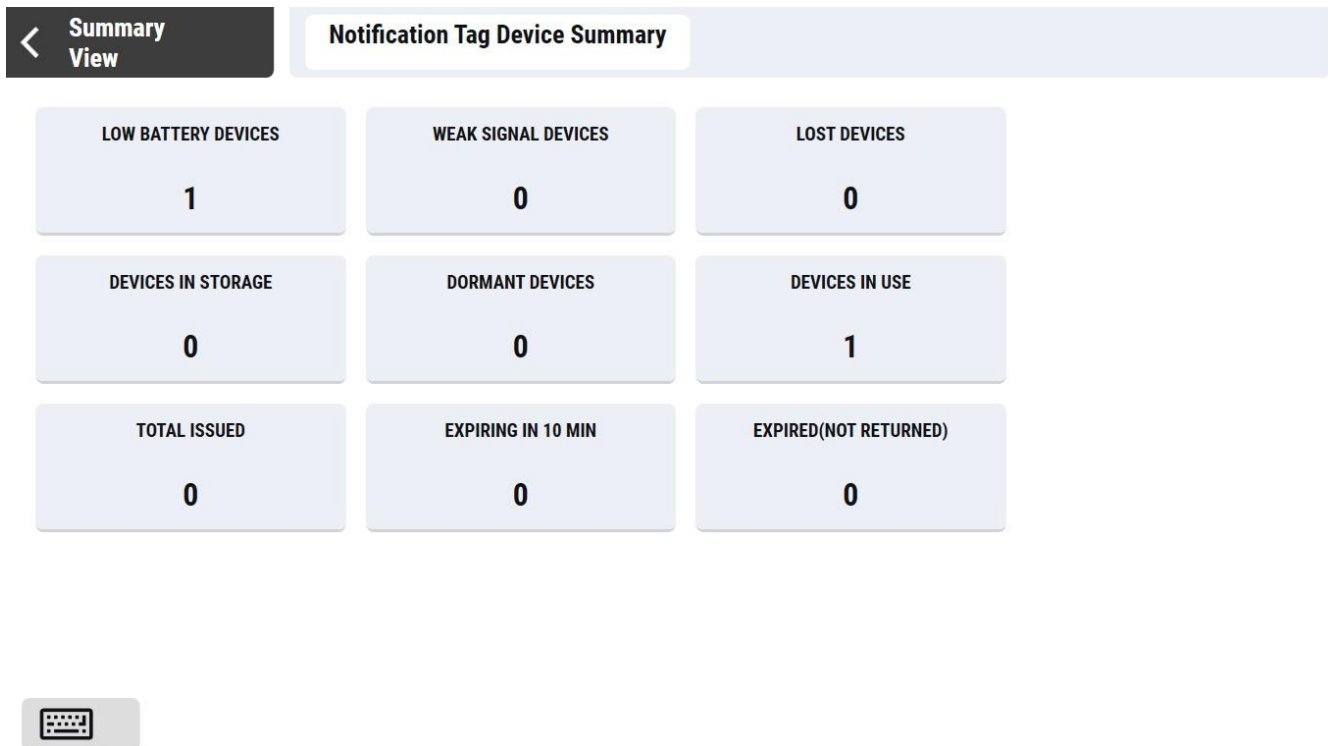 Summary
View
Notification Tag Device Summary
LOW BATTERY DEVICES
WEAK SIGNAL DEVICES
LOST DEVICES
1
0
0
DEVICES IN STORAGE
DORMANT DEVICES
DEVICES IN USE
0
0
1
TOTAL ISSUED
EXPIRING IN 10 MIN
EXPIRED(NOT RETURNED)
0
0
0